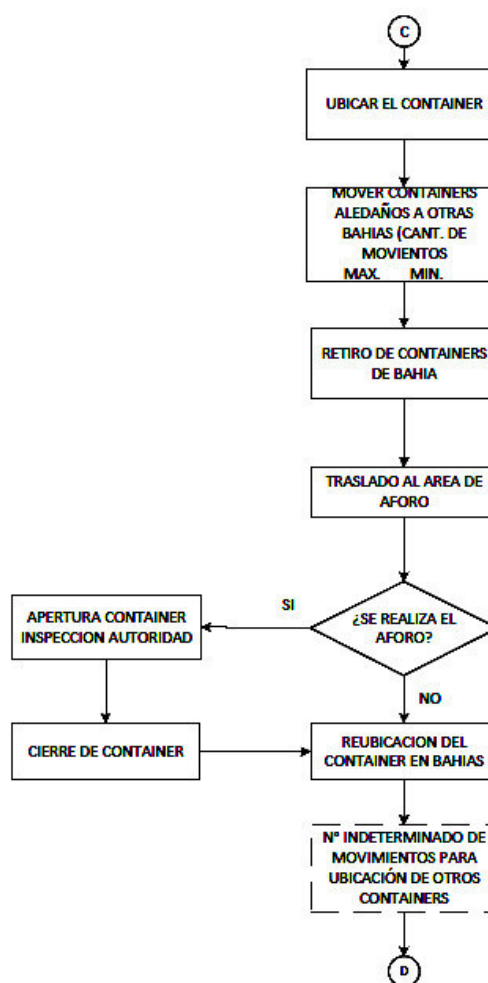 C
UBICAR EL CONTAINER
MOVER CONTAINERS
ALEDAÑOS A OTRAS
BAHIAS (CANT. DE
MOVIENTOS
MAX. MIN.
RETIRO DE CONTAINERS
DE BAHIA
TRASLADO AL AREA DE
AFORO
¿SE REALIZA EL
AFORO?
SI
APERTURA CONTAINER
INSPECCION AUTORIDAD
CIERRE DE CONTAINER
NO
REUBICACION DEL
CONTAINER EN BAHIAS
Nº INDETERMINADO DE
MOVIMIENTOS PARA
UBICACIÓN DE OTROS
CONTAINERS
D